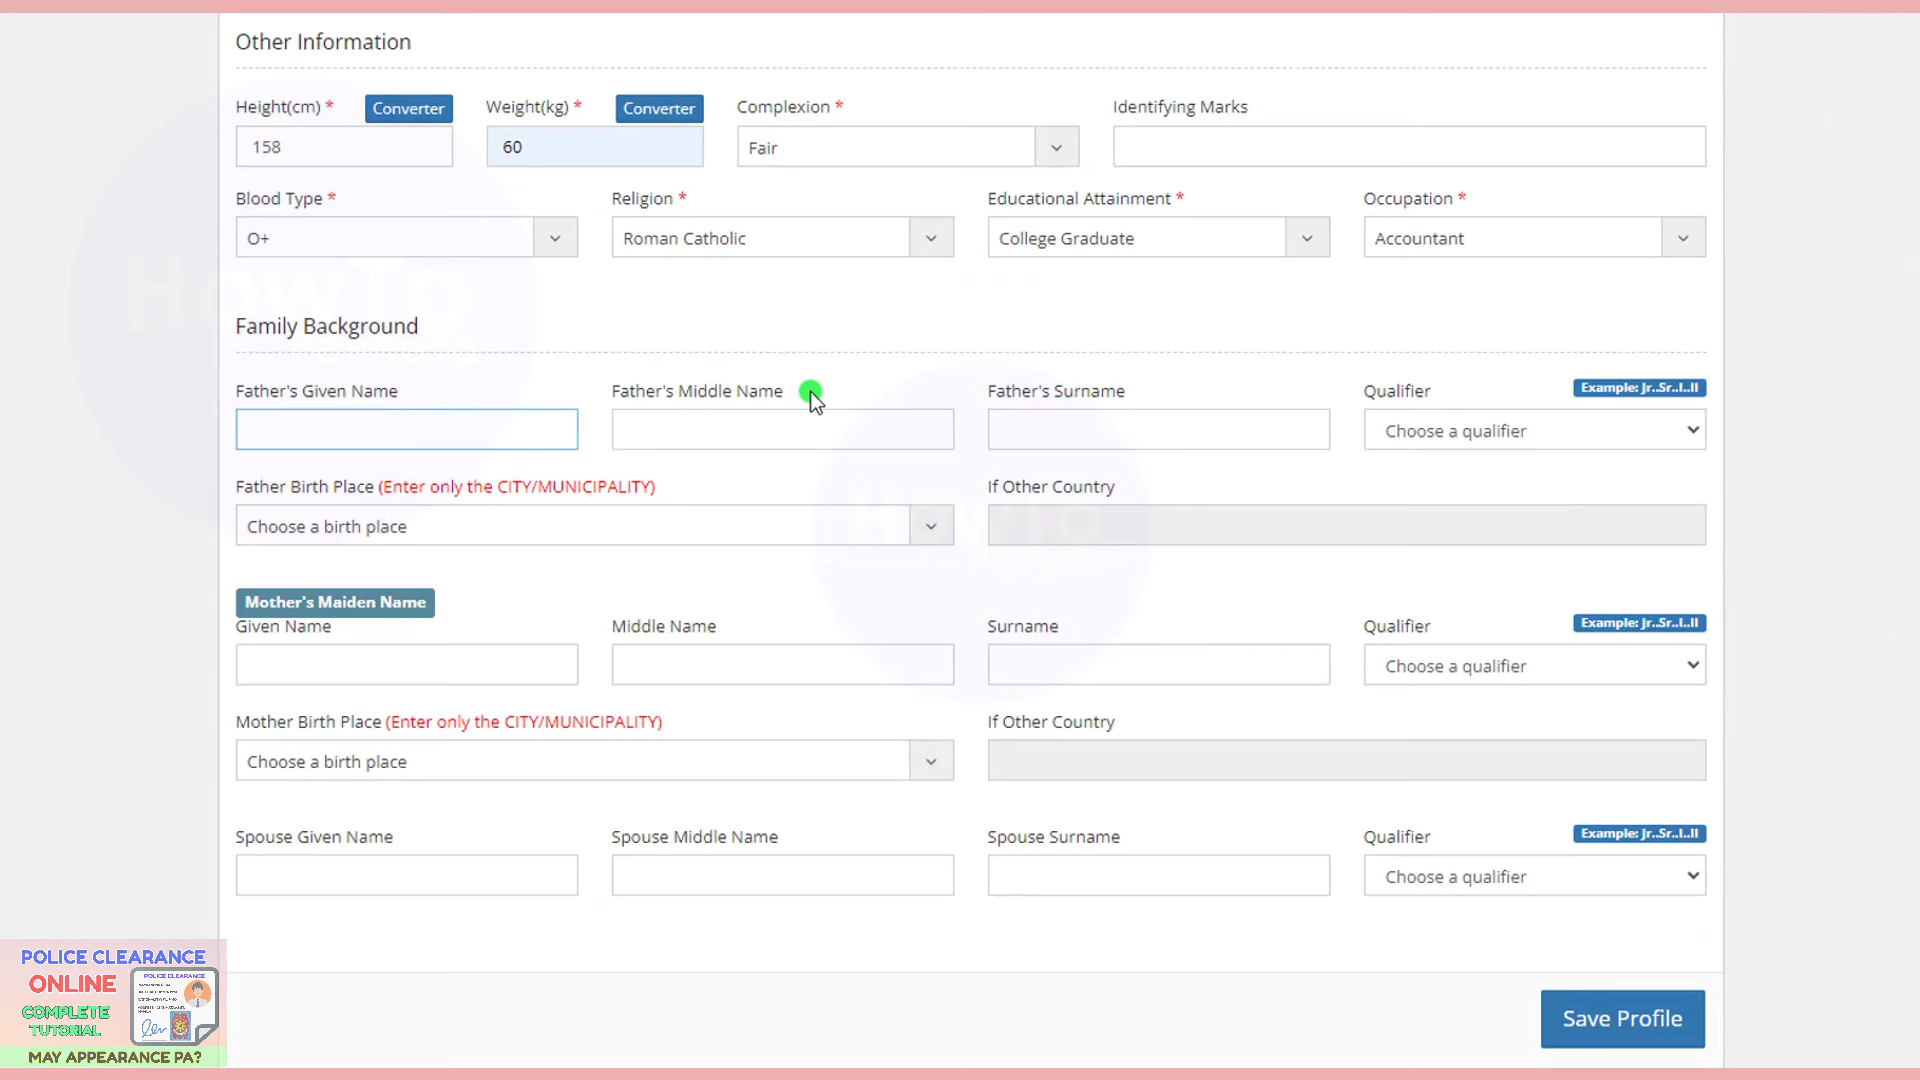 Other Information
Height(cm) * Converter Weight(kg) * Converter Complexion * Identifying Marks
158 60 Fair
Blood Type * Religion * Educational Attainment * Occupation *
O+ Roman Catholic College Graduate Accountant
HowTo
Family Background
Father's Given Name Father's Middle Name Father's Surname Qualifier Example: Jr..Sr..I..II
Choose a qualifier
Father Birth Place (Enter only the CITY/MUNICIPALITY) If Other Country
Choose a birth place
HowTo
Mother's Maiden Name
Given Name Middle Name Surname Qualifier Example: Jr..Sr..I..II
Choose a qualifier
Mother Birth Place (Enter only the CITY/MUNICIPALITY) If Other Country
Choose a birth place
Spouse Given Name Spouse Middle Name Spouse Surname Qualifier Example: Jr..Sr..I..II
Choose a qualifier
POLICE CLEARANCE
ONLINE
COMPLETE
TUTORIAL
POLICE CLEARANCE
MAY APPEARANCE PA?
Save Profile